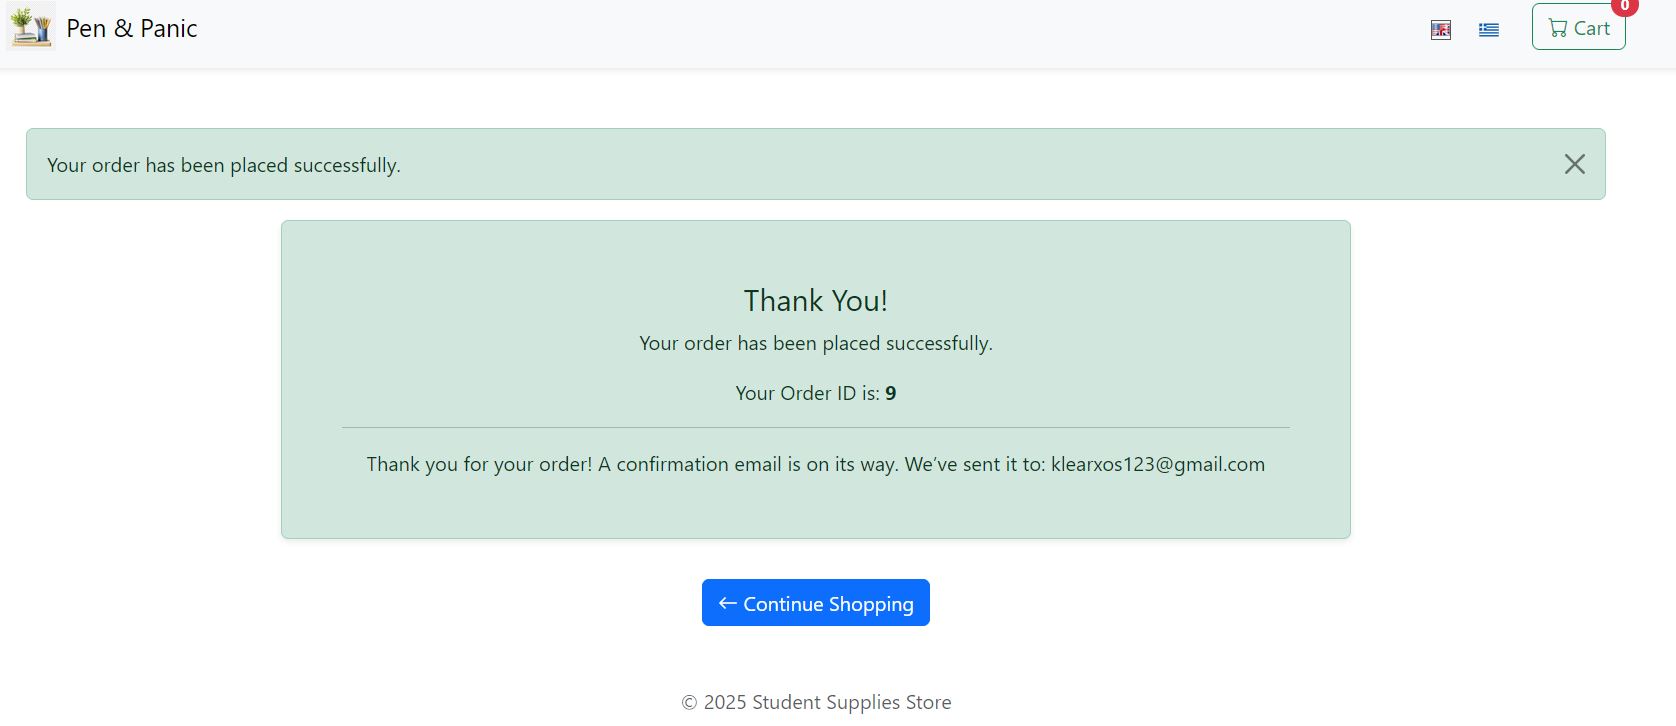 Pen & Panic
0
Cart
Your order has been placed successfully.
Thank You!
Your order has been placed successfully.
Your Order ID is: 9
Thank you for your order! A confirmation email is on its way. We’ve sent it to: klearxos123@gmail.com
← Continue Shopping
© 2025 Student Supplies Store